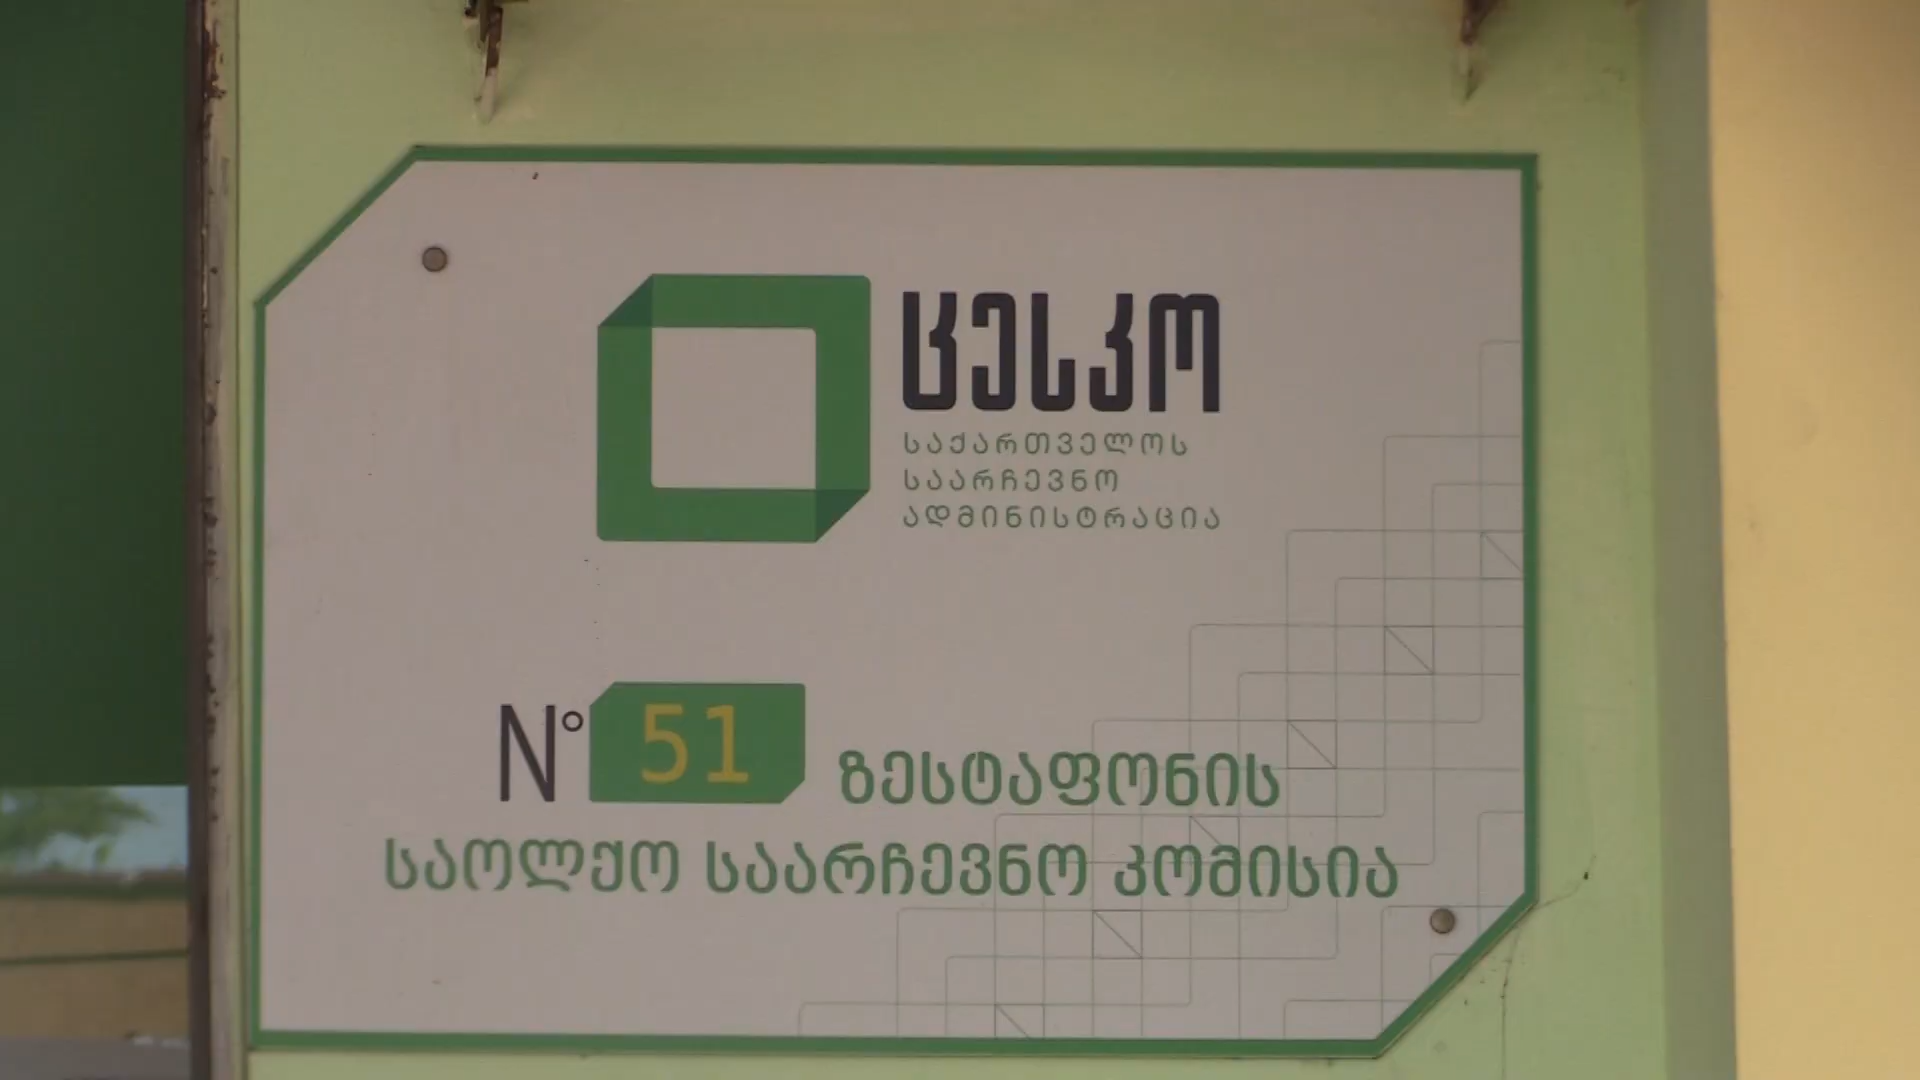 ცესკო
საქართველოს
საარჩევნო
ადმინისტრაცია
N° 51 ზესტაფონის
საოლქო საარჩევნო კომისია